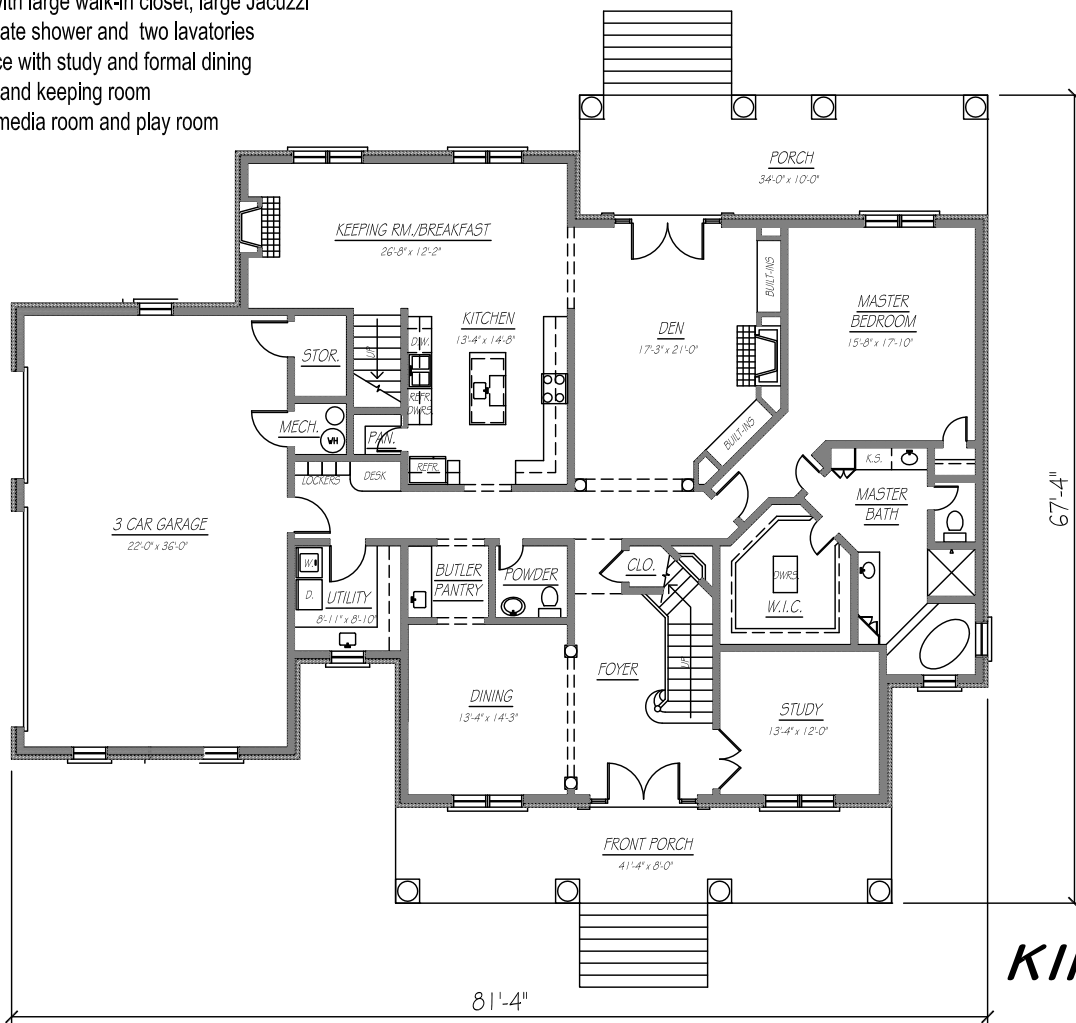 with large walk-in closet, large Jacuzzi
ate shower and two lavatories
ce with study and formal dining
and keeping room
media room and play room
PORCH
34'-0" x 10'-0"
KEEPING RM./BREAKFAST
26'-8" x 12'-2"
BUILT-INS
MASTER
BEDROOM
15'-8" x 17'-10"
KITCHEN
13'-4" x 14'-8"
DEN
17'-3" x 21'-0"
UP
D.W.
STOR.
REFR.
DWRS.
MECH.
WH
PAN.
BUILT-INS
REFR.
LOCKERS
DESK
K.S.
MASTER
BATH
67'-4"
3 CAR GARAGE
22'-0" x 36'-0"
W.
D.
UTILITY
8'-11" x 8'-10"
BUTLER
PANTRY
POWDER
CLO.
DWRS.
W.I.C.
FOYER
UP
DINING
13'-4" x 14'-3"
STUDY
13'-4" x 12'-0"
FRONT PORCH
41'-4" x 8'-0"
KI
81'-4"